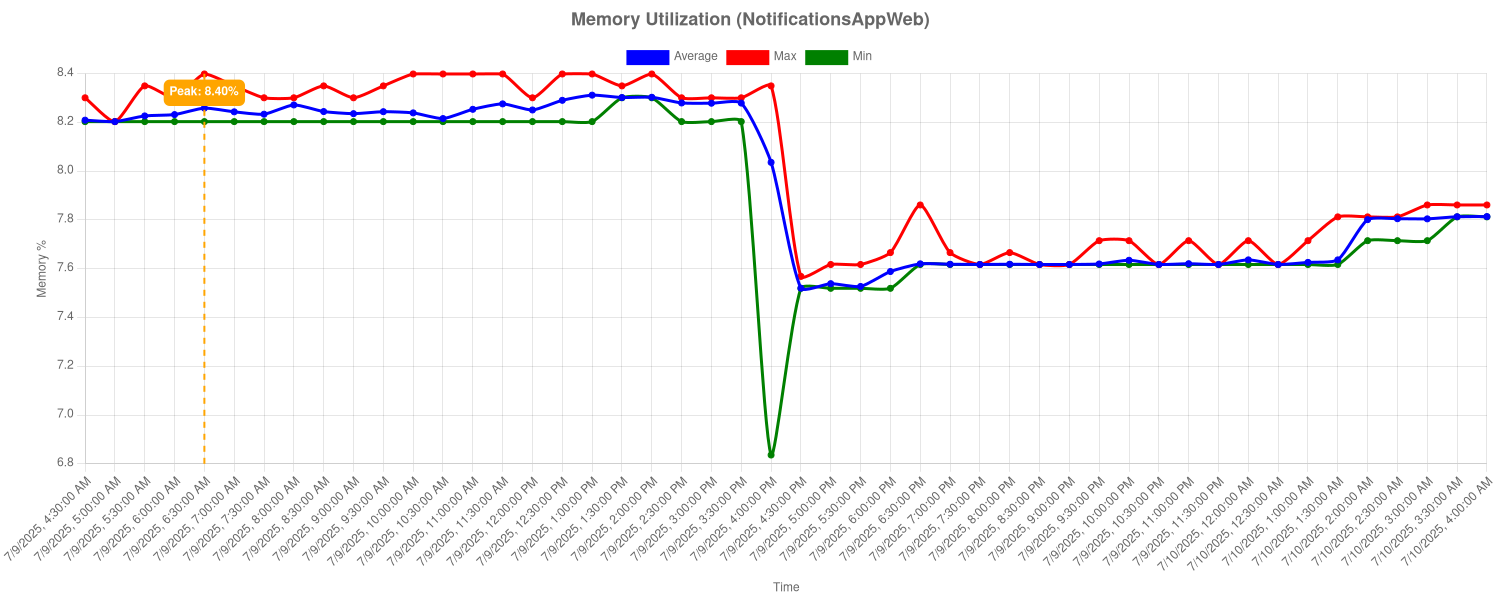 Memory Utilization (NotificationsAppWeb)
Average Max Min
Peak: 8.40%
8.4
8.2
8.0
7.8
7.6
7.4
7.2
7.0
6.8
Memory %
7/9/2025, 4:30:00 AM
7/9/2025, 5:00:00 AM
7/9/2025, 5:30:00 AM
7/9/2025, 6:00:00 AM
7/9/2025, 6:30:00 AM
7/9/2025, 7:00:00 AM
7/9/2025, 7:30:00 AM
7/9/2025, 8:00:00 AM
7/9/2025, 8:30:00 AM
7/9/2025, 9:00:00 AM
7/9/2025, 9:30:00 AM
7/9/2025, 10:00:00 AM
7/9/2025, 10:30:00 AM
7/9/2025, 11:00:00 AM
7/9/2025, 11:30:00 AM
7/9/2025, 12:00:00 PM
7/9/2025, 12:30:00 PM
7/9/2025, 1:00:00 PM
7/9/2025, 1:30:00 PM
7/9/2025, 2:00:00 PM
7/9/2025, 2:30:00 PM
7/9/2025, 3:00:00 PM
7/9/2025, 3:30:00 PM
7/9/2025, 4:00:00 PM
7/9/2025, 4:30:00 PM
7/9/2025, 5:00:00 PM
7/9/2025, 5:30:00 PM
7/9/2025, 6:00:00 PM
7/9/2025, 6:30:00 PM
7/9/2025, 7:00:00 PM
7/9/2025, 7:30:00 PM
7/9/2025, 8:00:00 PM
7/9/2025, 8:30:00 PM
7/9/2025, 9:00:00 PM
7/9/2025, 9:30:00 PM
7/9/2025, 10:00:00 PM
7/9/2025, 10:30:00 PM
7/9/2025, 11:00:00 PM
7/9/2025, 11:30:00 PM
7/10/2025, 12:00:00 AM
7/10/2025, 12:30:00 AM
7/10/2025, 1:00:00 AM
7/10/2025, 1:30:00 AM
7/10/2025, 2:00:00 AM
7/10/2025, 2:30:00 AM
7/10/2025, 3:00:00 AM
7/10/2025, 3:30:00 AM
7/10/2025, 4:00:00 AM
Time